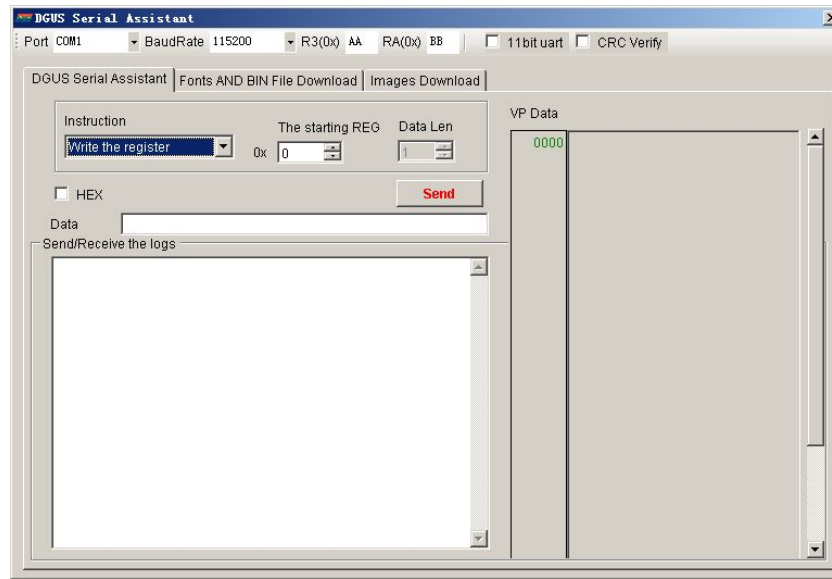 DGUS Serial Assistant
Port COM1 BaudRate 115200 R3(0x) AA RA(0x) BB 11bit uart CRC Verify
DGUS Serial Assistant Fonts AND BIN File Download Images Download
Instruction The starting REG Data Len
Write the register 0x 0 1
HEX Send
Data
Send/Receive the logs
VP Data
0000